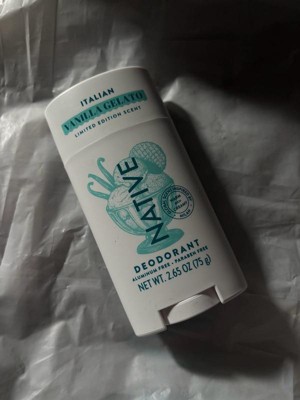 ITALIAN
VANILLA GELATO
LIMITED EDITION SCENT
NATIVE
DEODORANT
ALUMINUM FREE • PARABEN FREE
NET WT. 2.65 OZ (75 g)